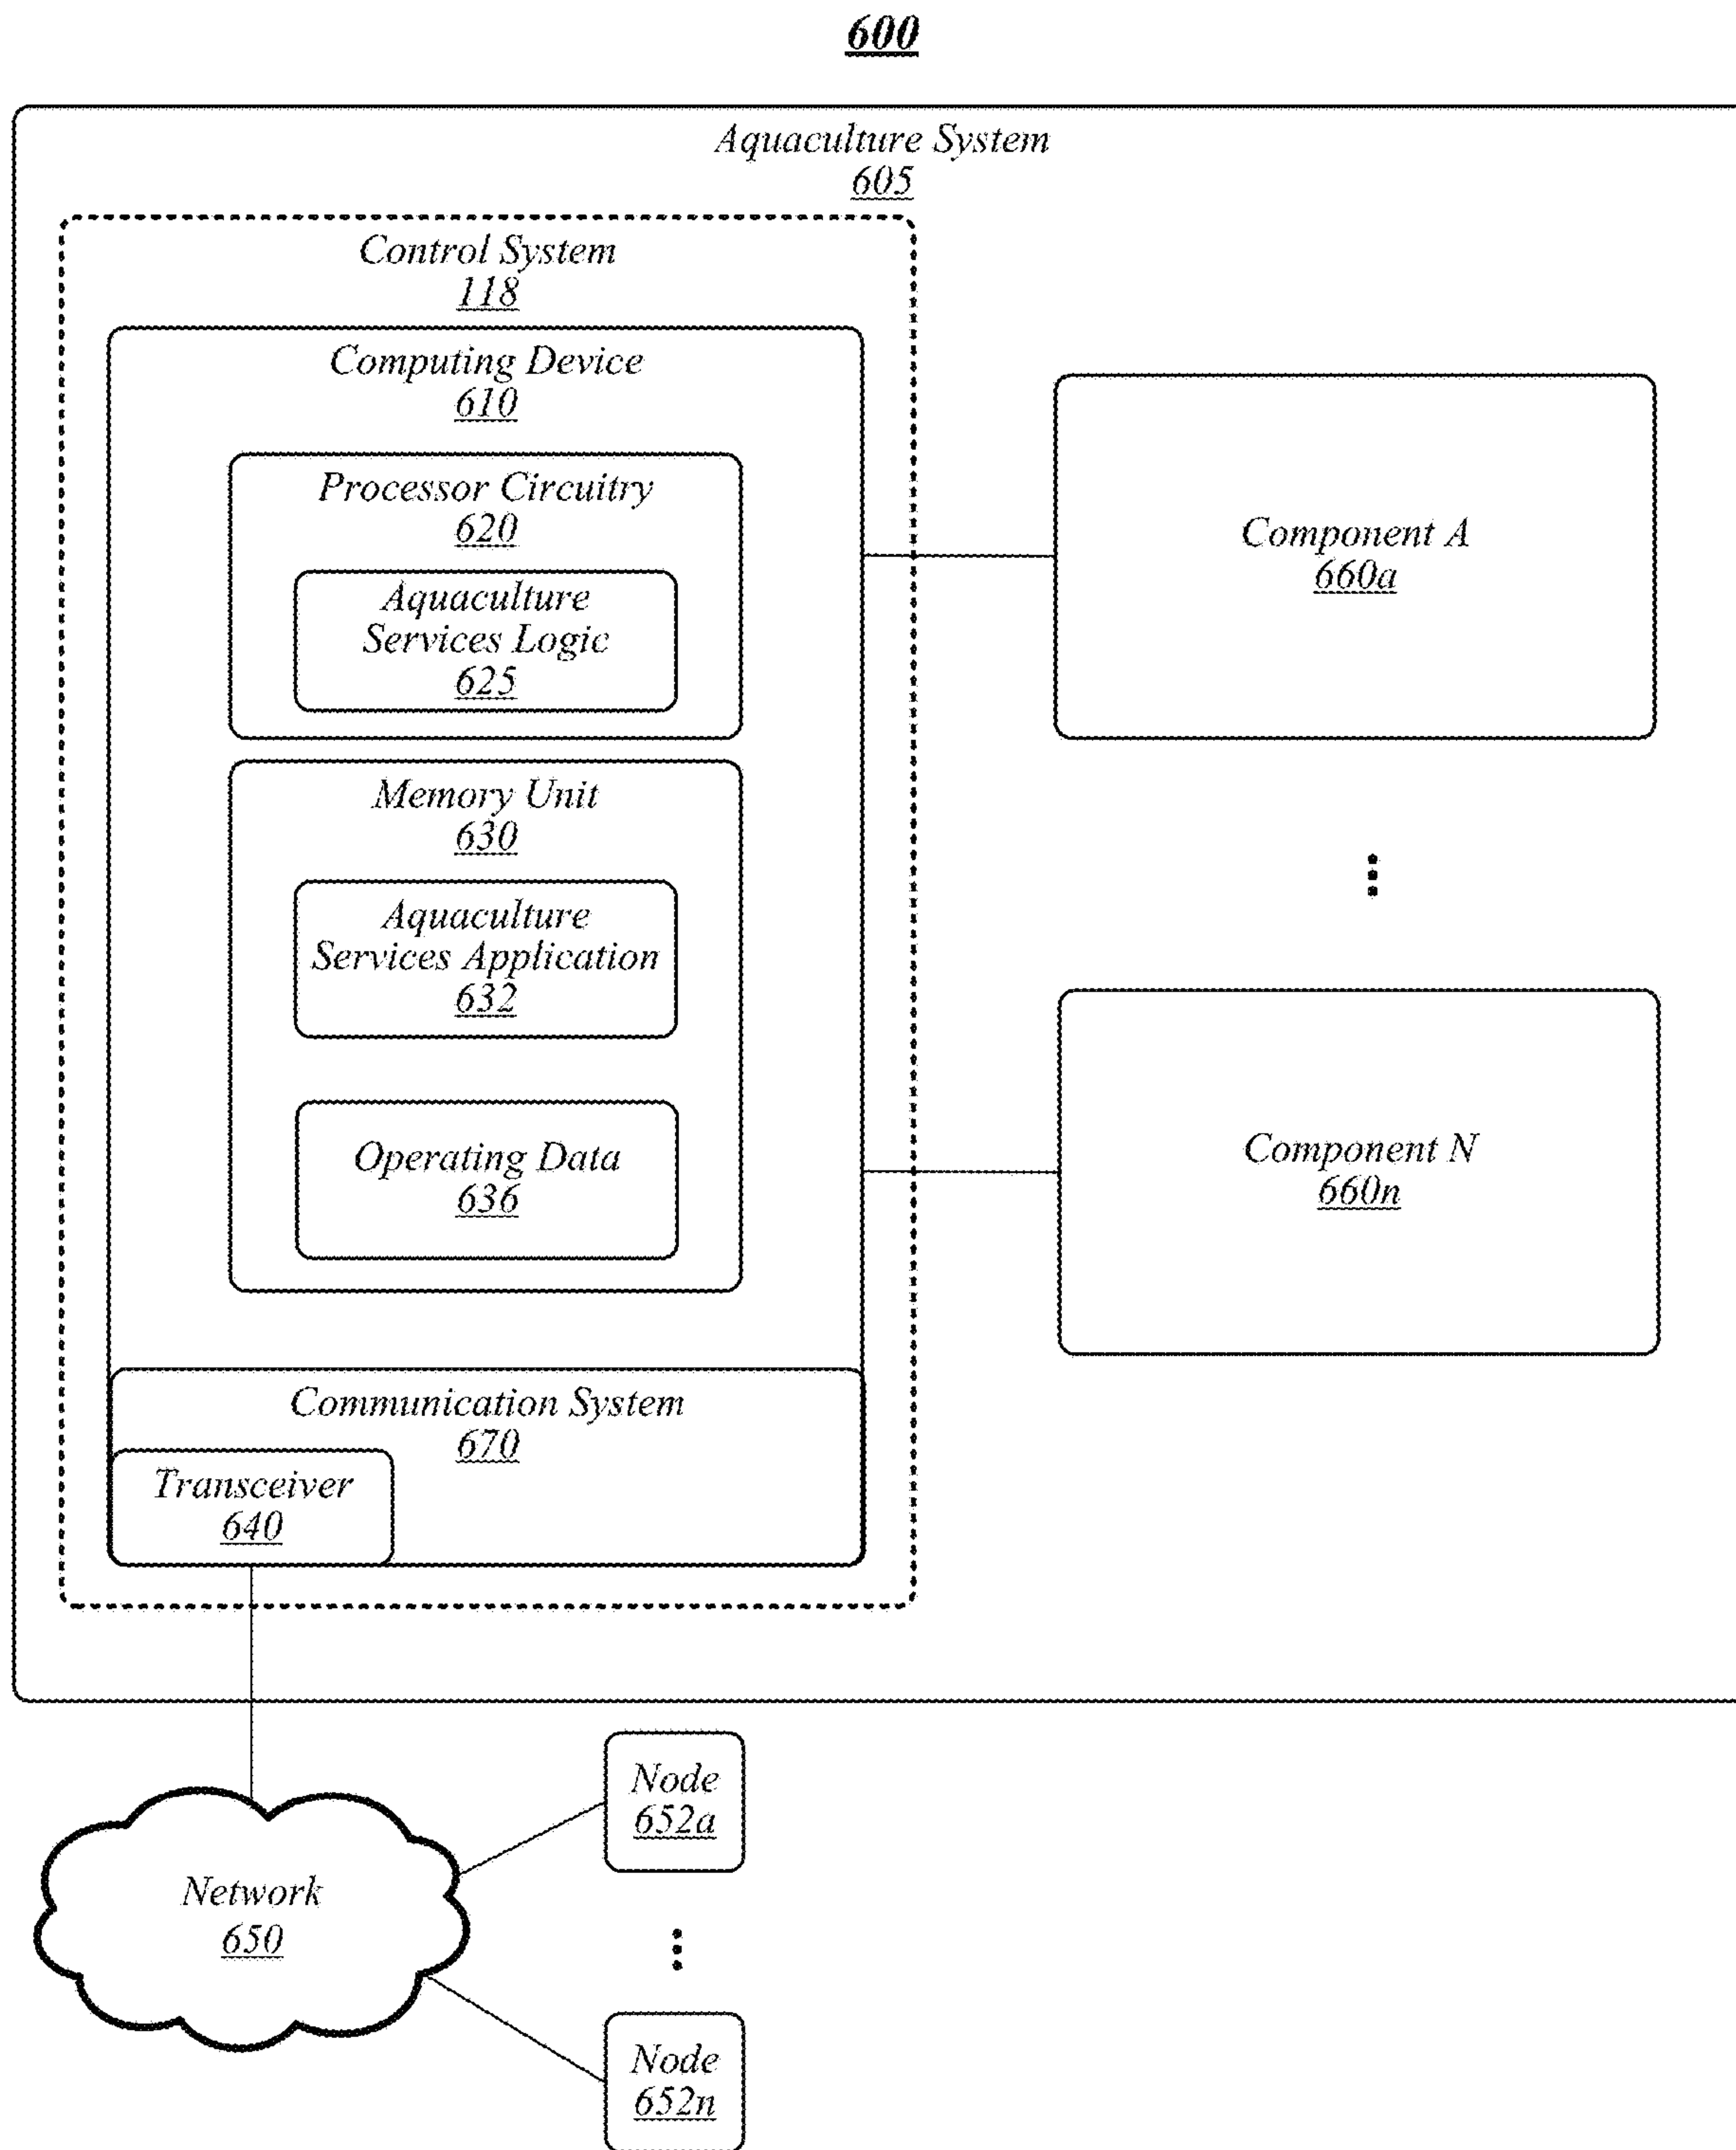 600
Aquaculture System
605
Control System
118
Computing Device
610
Processor Circuitry
620
Aquaculture
Services Logic
625
Memory Unit
630
Aquaculture
Services Application
632
Operating Data
636
Communication System
670
Transceiver
640
Component A
660a
Component N
660n
Network
650
Node
652a
Node
652n